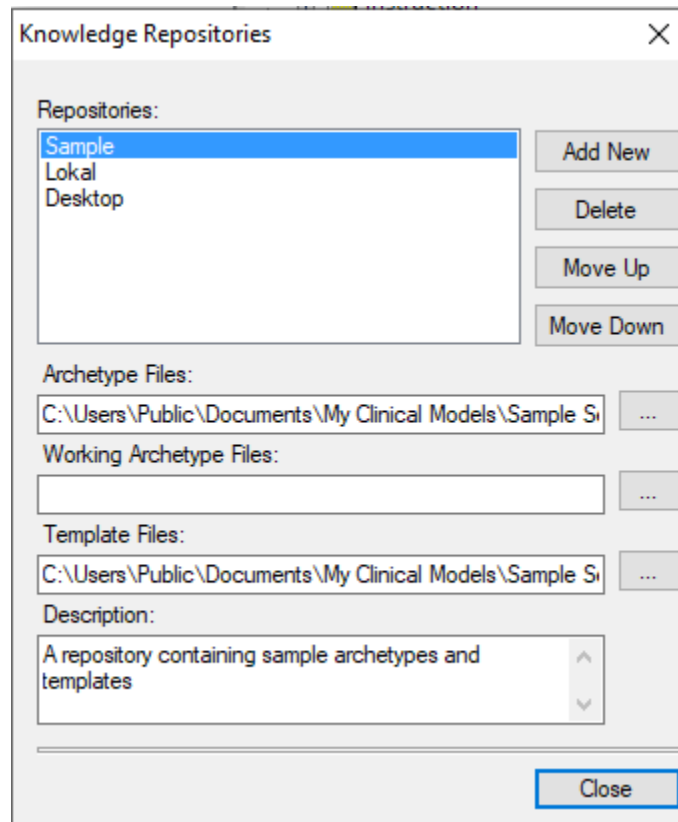 Knowledge Repositories
Repositories:
Sample
Lokal
Desktop
Add New
Delete
Move Up
Move Down
Archetype Files:
C:\Users\Public\Documents\My Clinical Models\Sample S
...
Working Archetype Files:
...
Template Files:
C:\Users\Public\Documents\My Clinical Models\Sample S
...
Description:
A repository containing sample archetypes and
templates
Close